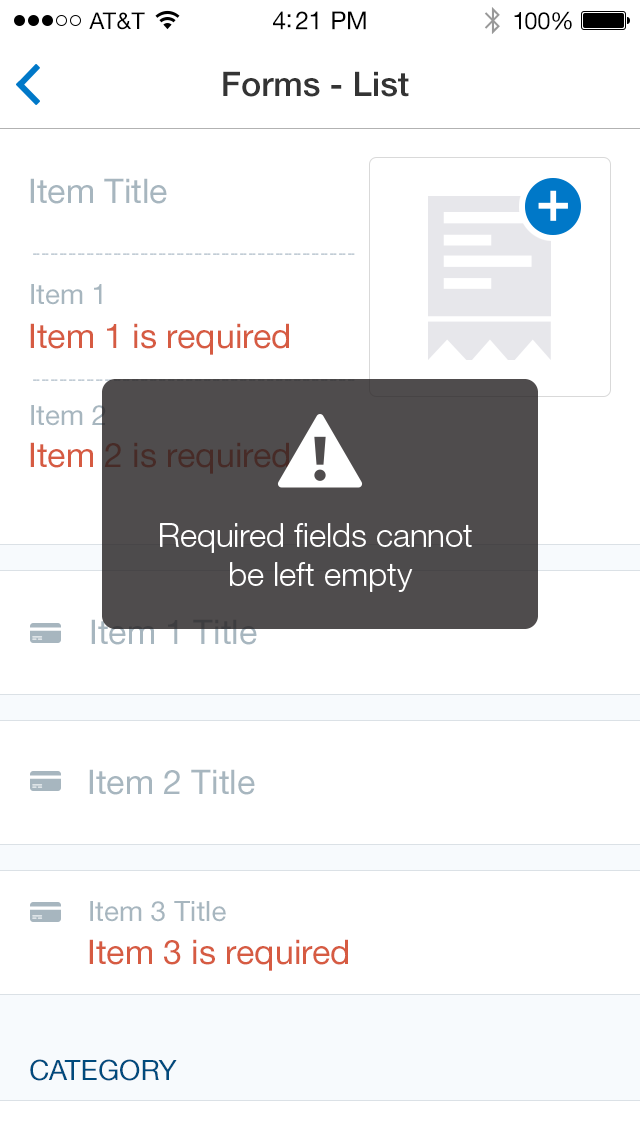 AT&T 4:21 PM 100%
Forms - List
Item Title
Item 1
Item 1 is required
Item 2
Item 2 is required
Required fields cannot
be left empty
Item 1 Title
Item 2 Title
Item 3 Title
Item 3 is required
CATEGORY